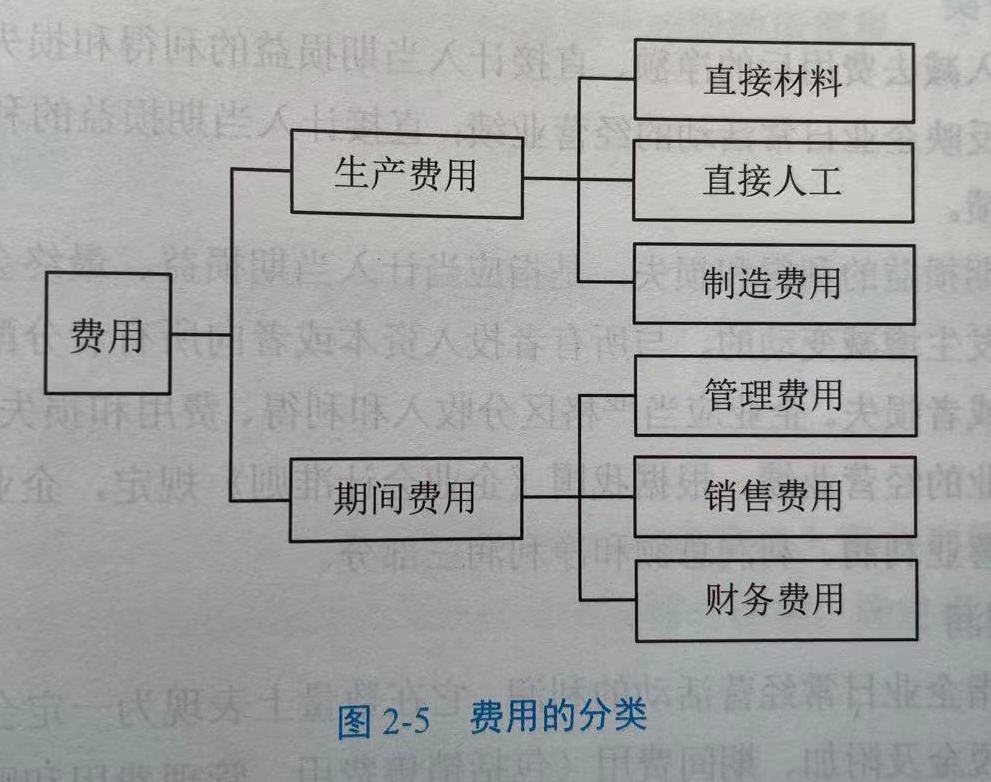 费用
生产费用
直接材料
直接人工
制造费用
期间费用
管理费用
销售费用
财务费用
图 2-5 费用的分类